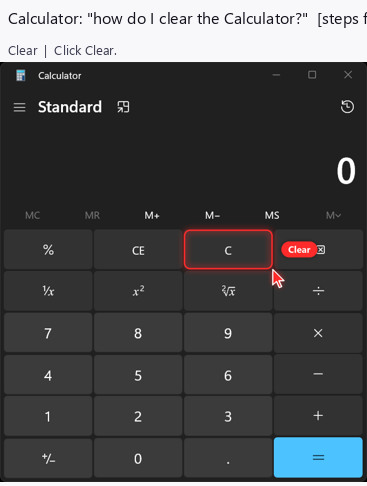 Calculator: "how do I clear the Calculator?" [steps f
Clear | Click Clear.
Calculator
Standard
0
MC MR M+ M− MS M˅
% CE C Clear
¹⁄x x² ²√x ÷
7 8 9 ×
4 5 6 −
1 2 3 +
+/− 0 . =